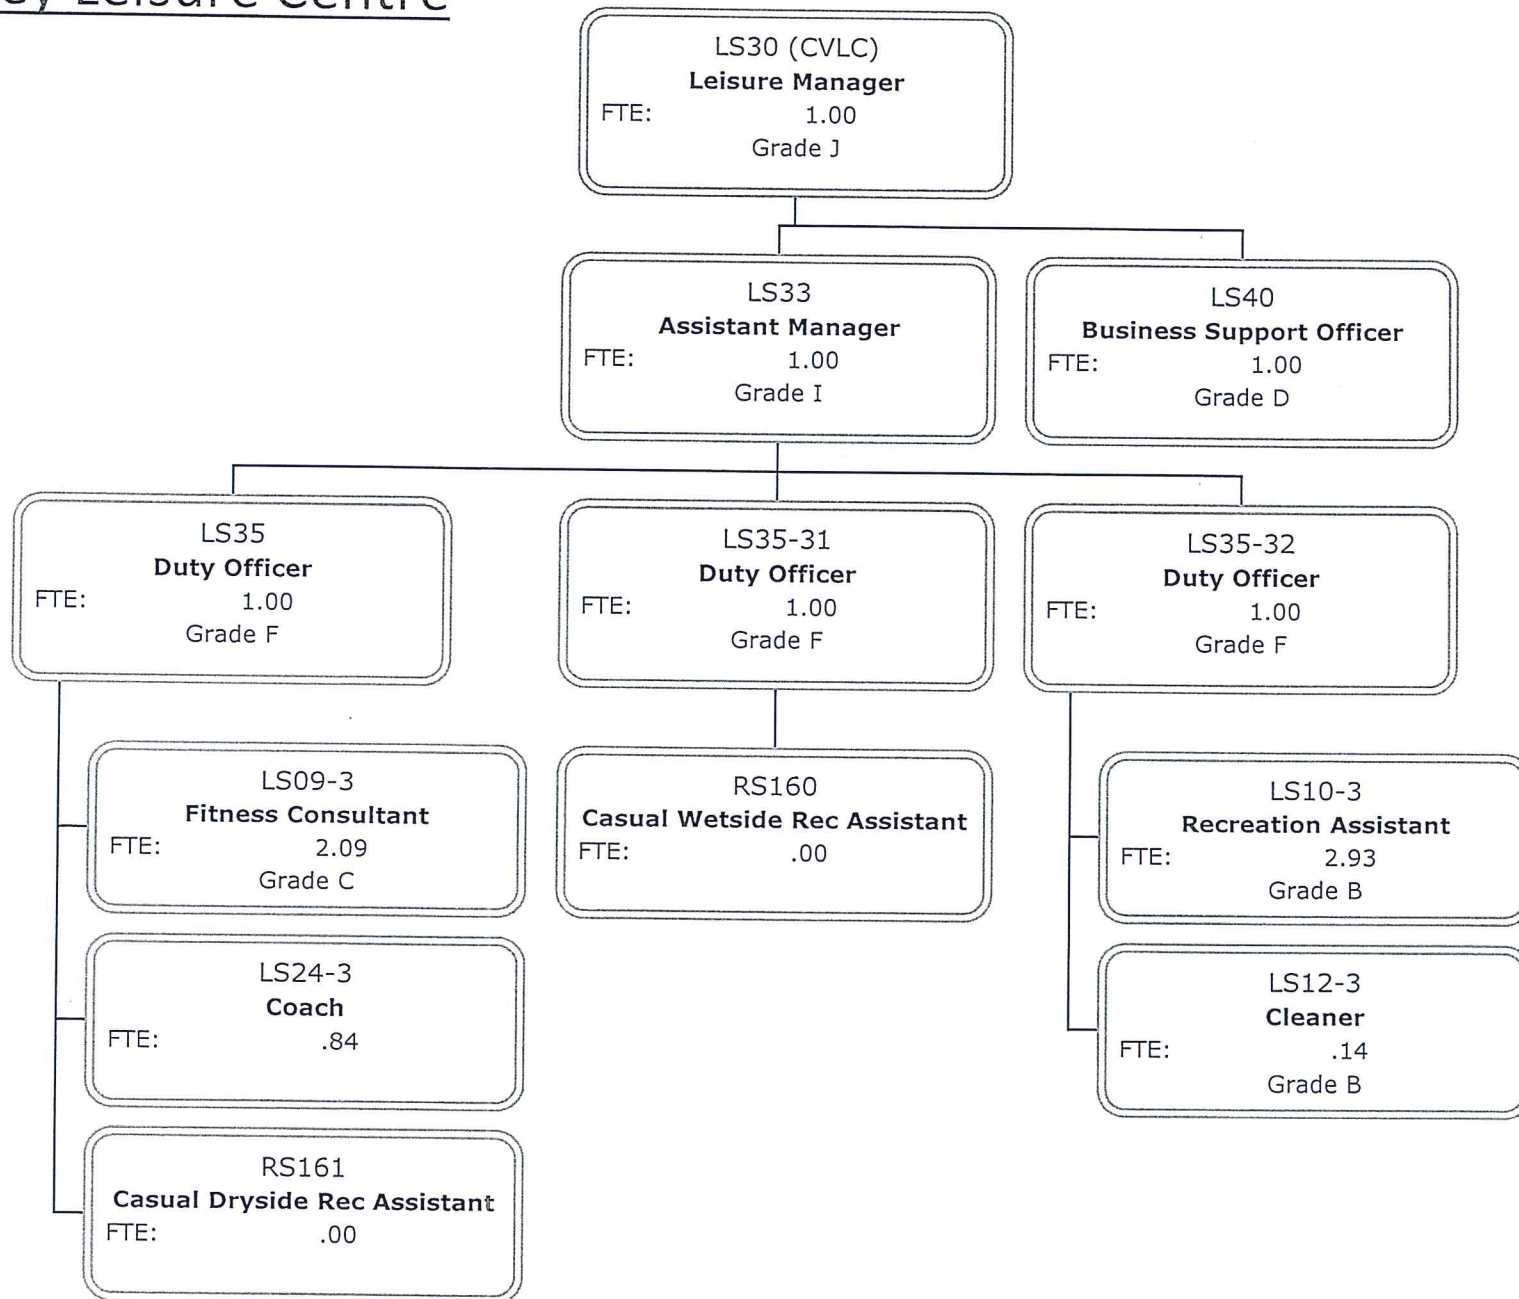 Leisure Centre
LS30 (CVLC)
Leisure Manager
FTE: 1.00
Grade J
LS33
Assistant Manager
FTE: 1.00
Grade I
LS40
Business Support Officer
FTE: 1.00
Grade D
LS35
Duty Officer
FTE: 1.00
Grade F
LS35-31
Duty Officer
FTE: 1.00
Grade F
LS35-32
Duty Officer
FTE: 1.00
Grade F
LS09-3
Fitness Consultant
FTE: 2.09
Grade C
LS24-3
Coach
FTE: .84
RS161
Casual Dryside Rec Assistant
FTE: .00
RS160
Casual Wetside Rec Assistant
FTE: .00
LS10-3
Recreation Assistant
FTE: 2.93
Grade B
LS12-3
Cleaner
FTE: .14
Grade B